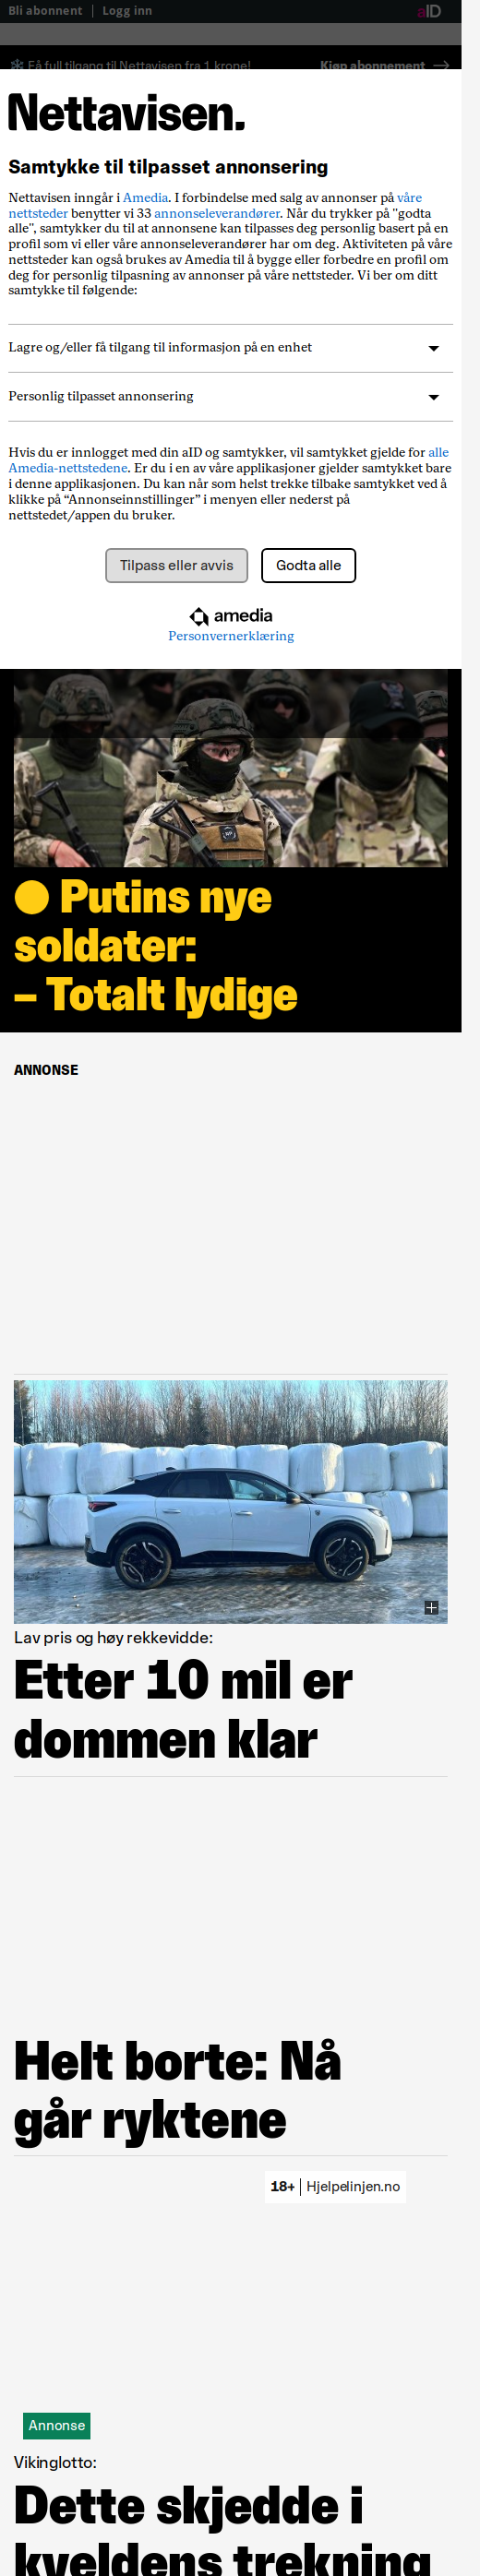 Bli abonnent | Logg inn aID
Få full tilgang til Nettavisen fra 1 krone! Kjøp abonnement →
Nettavisen.
Samtykke til tilpasset annonsering
Nettavisen inngår i Amedia. I forbindelse med salg av annonser på våre
nettsteder benytter vi 33 annonseleverandører. Når du trykker på "godta
alle", samtykker du til at annonsene kan tilpasses deg personlig basert på en
profil som vi eller våre annonseleverandører har om deg. Aktiviteten på våre
nettsteder kan også brukes av Amedia til å bygge eller forbedre en profil om
deg for personlig tilpasning av annonser på våre nettsteder. Vi ber om ditt
samtykke til følgende:
Lagre og/eller få tilgang til informasjon på en enhet
Personlig tilpasset annonsering
Hvis du er innlogget med din aID og samtykker, vil samtykket gjelde for alle
Amedia-nettstedene. Er du i en av våre applikasjoner gjelder samtykket bare
i denne applikasjonen. Du kan når som helst trekke tilbake samtykket ved å
klikke på “Annonseinnstillinger” i menyen eller nederst på
nettstedet/appen du bruker.
Tilpass eller avvis Godta alle
amedia
Personvernerklæring
Putins nye
soldater:
– Totalt lydige
ANNONSE
Lav pris og høy rekkevidde:
Etter 10 mil er
dommen klar
Helt borte: Nå
går ryktene
18+ | Hjelpelinjen.no
Annonse
Vikinglotto:
Dette skjedde i
kveldens trekning